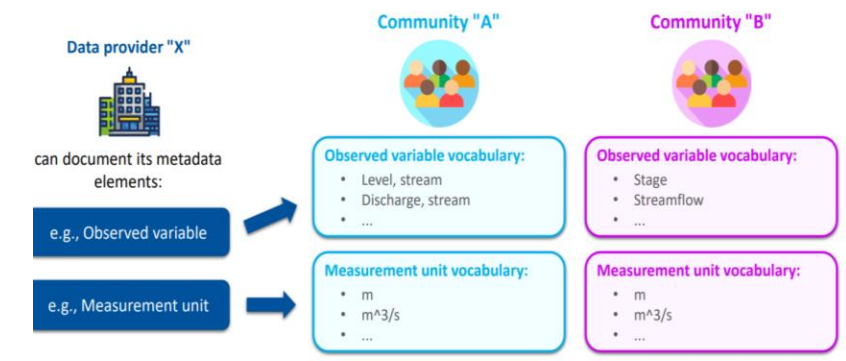 Data provider "X"
can document its metadata
elements:
e.g., Observed variable
e.g., Measurement unit
Community "A"
Observed variable vocabulary:
• Level, stream
• Discharge, stream
• ...
Measurement unit vocabulary:
• m
• m^3/s
• ...
Community "B"
Observed variable vocabulary:
• Stage
• Streamflow
• ...
Measurement unit vocabulary:
• m
• m^3/s
• ...